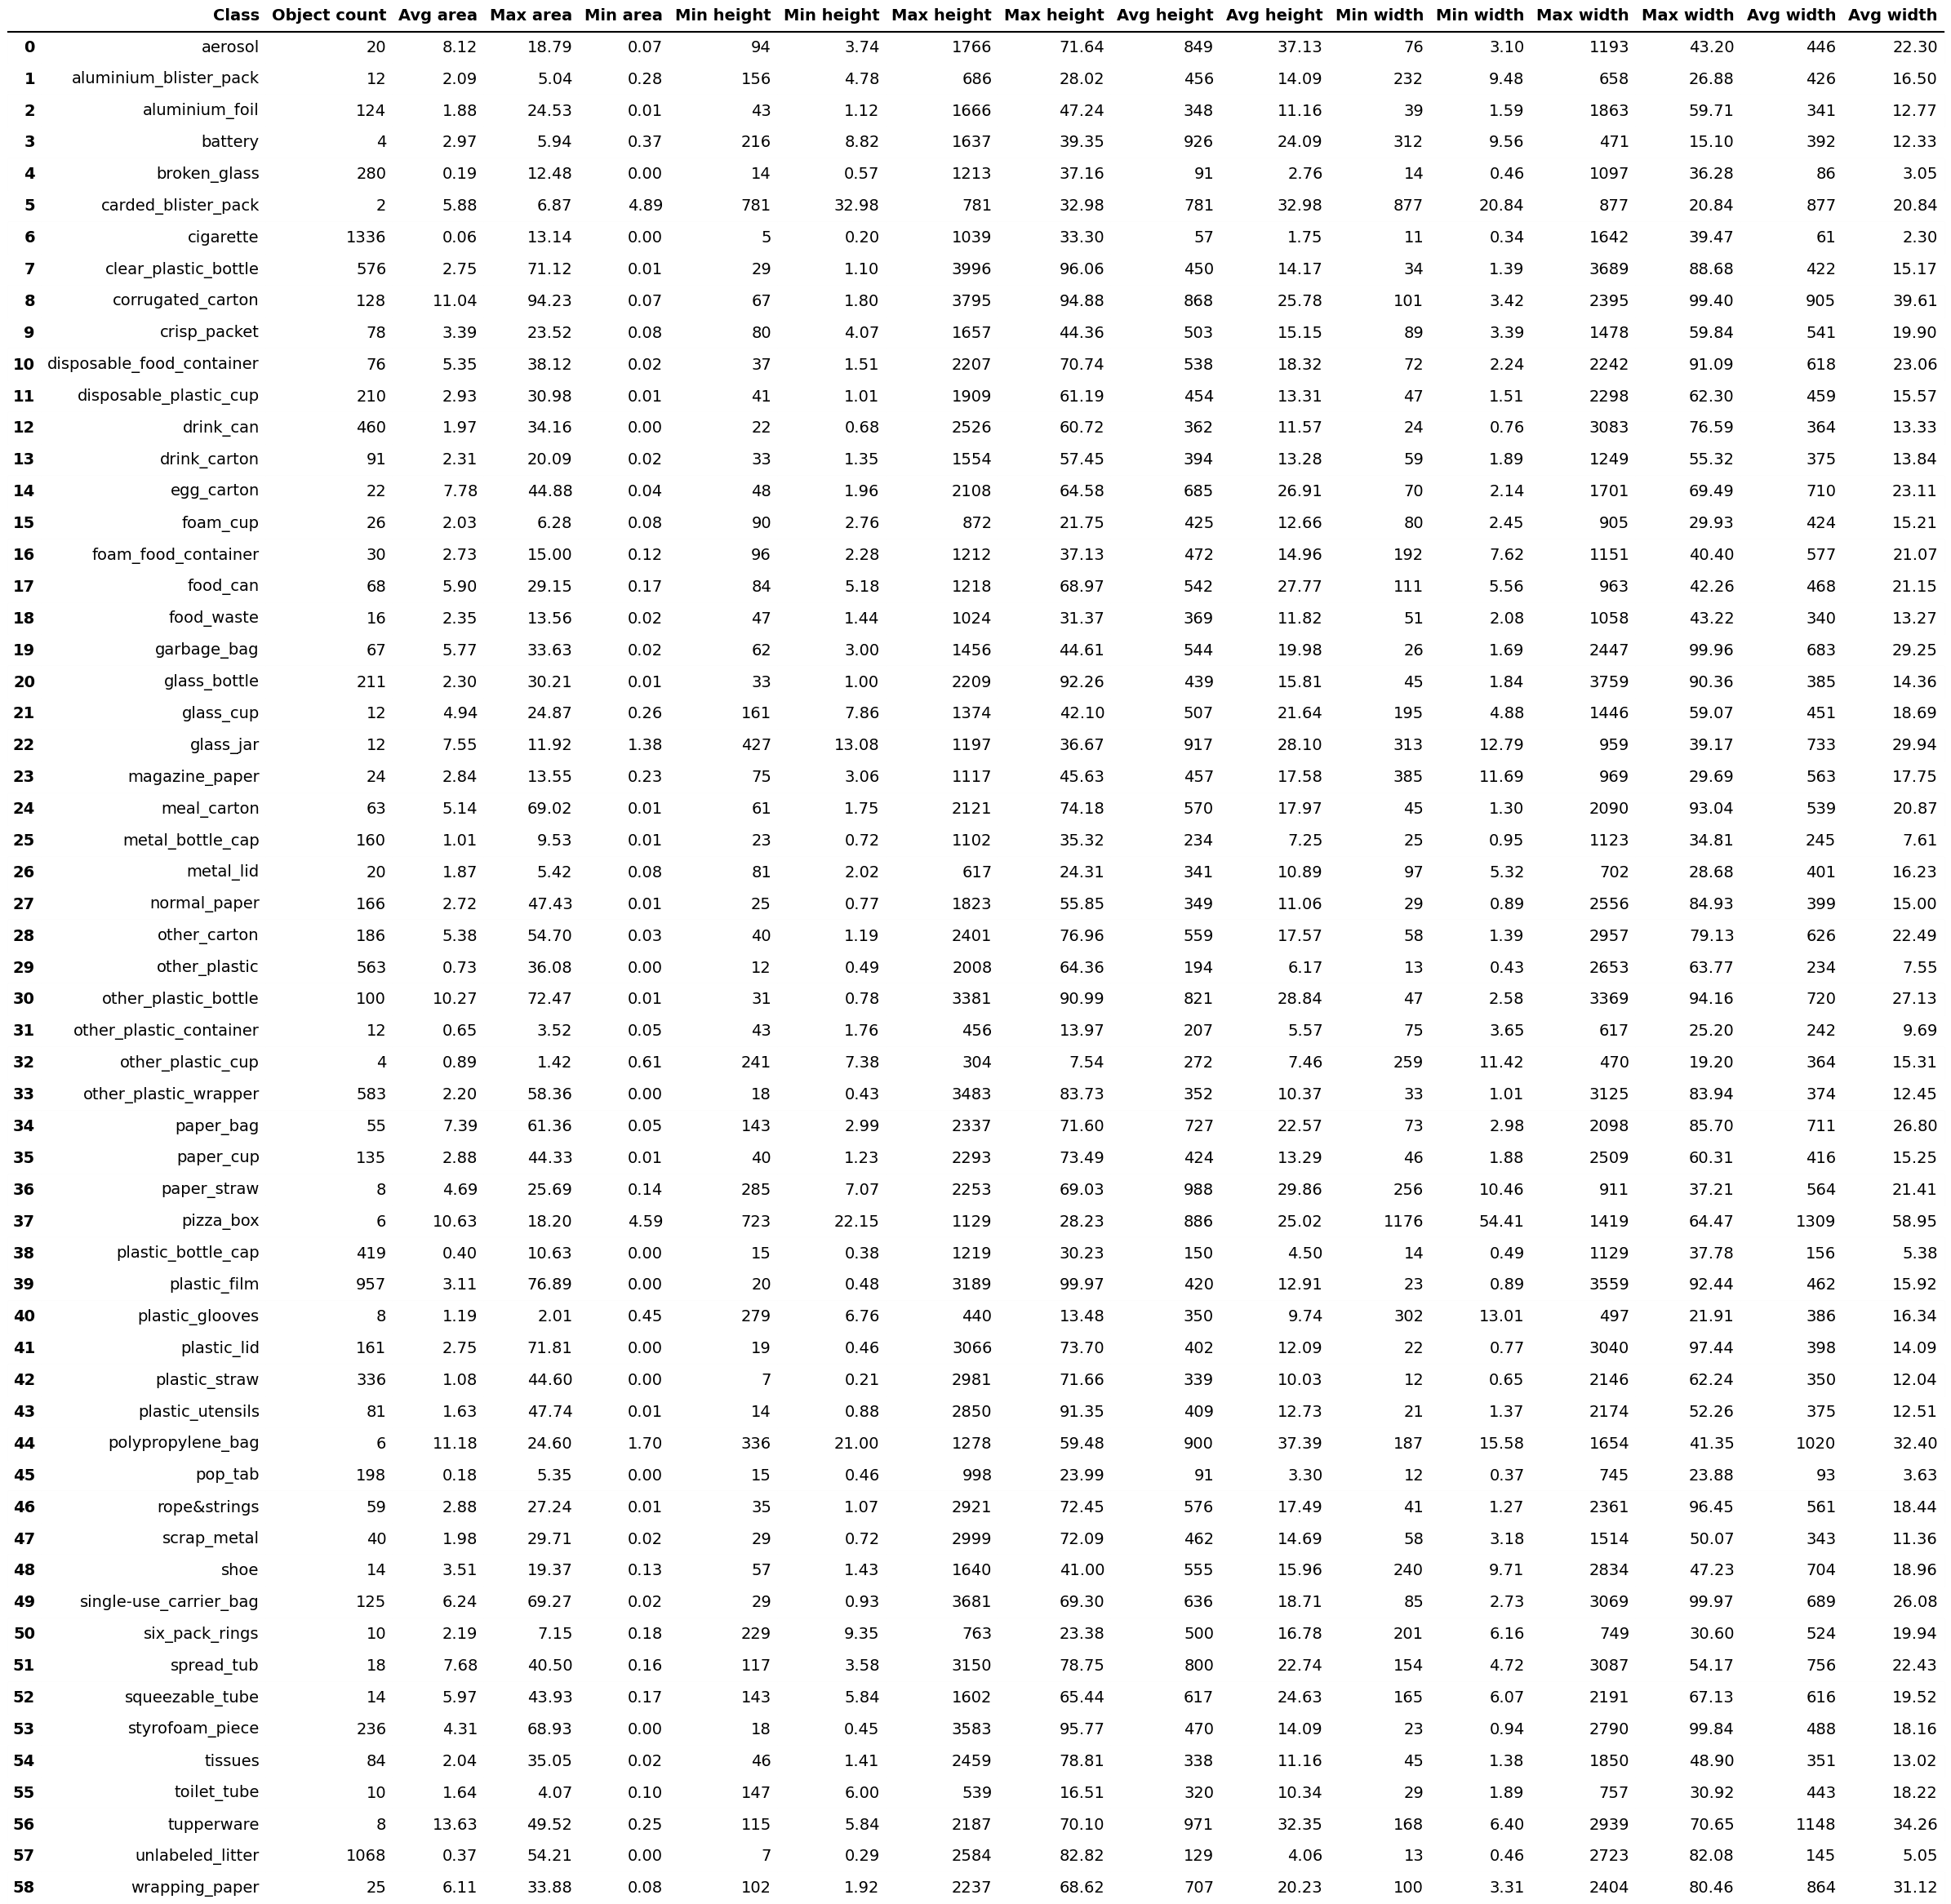 Class Object count Avg area Max area Min area Min height Min height Max height Max height Avg height Avg height Min width Min width Max width Max width Avg width Avg width
0 aerosol 20 8.12 18.79 0.07 94 3.74 1766 71.64 849 37.13 76 3.10 1193 43.20 446 22.30
1 aluminium_blister_pack 12 2.09 5.04 0.28 156 4.78 686 28.02 456 14.09 232 9.48 658 26.88 426 16.50
2 aluminium_foil 124 1.88 24.53 0.01 43 1.12 1666 47.24 348 11.16 39 1.59 1863 59.71 341 12.77
3 battery 4 2.97 5.94 0.37 216 8.82 1637 39.35 926 24.09 312 9.56 471 15.10 392 12.33
4 broken_glass 280 0.19 12.48 0.00 14 0.57 1213 37.16 91 2.76 14 0.46 1097 36.28 86 3.05
5 carded_blister_pack 2 5.88 6.87 4.89 781 32.98 781 32.98 781 32.98 877 20.84 877 20.84 877 20.84
6 cigarette 1336 0.06 13.14 0.00 5 0.20 1039 33.30 57 1.75 11 0.34 1642 39.47 61 2.30
7 clear_plastic_bottle 576 2.75 71.12 0.01 29 1.10 3996 96.06 450 14.17 34 1.39 3689 88.68 422 15.17
8 corrugated_carton 128 11.04 94.23 0.07 67 1.80 3795 94.88 868 25.78 101 3.42 2395 99.40 905 39.61
9 crisp_packet 78 3.39 23.52 0.08 80 4.07 1657 44.36 503 15.15 89 3.39 1478 59.84 541 19.90
10 disposable_food_container 76 5.35 38.12 0.02 37 1.51 2207 70.74 538 18.32 72 2.24 2242 91.09 618 23.06
11 disposable_plastic_cup 210 2.93 30.98 0.01 41 1.01 1909 61.19 454 13.31 47 1.51 2298 62.30 459 15.57
12 drink_can 460 1.97 34.16 0.00 22 0.68 2526 60.72 362 11.57 24 0.76 3083 76.59 364 13.33
13 drink_carton 91 2.31 20.09 0.02 33 1.35 1554 57.45 394 13.28 59 1.89 1249 55.32 375 13.84
14 egg_carton 22 7.78 44.88 0.04 48 1.96 2108 64.58 685 26.91 70 2.14 1701 69.49 710 23.11
15 foam_cup 26 2.03 6.28 0.08 90 2.76 872 21.75 425 12.66 80 2.45 905 29.93 424 15.21
16 foam_food_container 30 2.73 15.00 0.12 96 2.28 1212 37.13 472 14.96 192 7.62 1151 40.40 577 21.07
17 food_can 68 5.90 29.15 0.17 84 5.18 1218 68.97 542 27.77 111 5.56 963 42.26 468 21.15
18 food_waste 16 2.35 13.56 0.02 47 1.44 1024 31.37 369 11.82 51 2.08 1058 43.22 340 13.27
19 garbage_bag 67 5.77 33.63 0.02 62 3.00 1456 44.61 544 19.98 26 1.69 2447 99.96 683 29.25
20 glass_bottle 211 2.30 30.21 0.01 33 1.00 2209 92.26 439 15.81 45 1.84 3759 90.36 385 14.36
21 glass_cup 12 4.94 24.87 0.26 161 7.86 1374 42.10 507 21.64 195 4.88 1446 59.07 451 18.69
22 glass_jar 12 7.55 11.92 1.38 427 13.08 1197 36.67 917 28.10 313 12.79 959 39.17 733 29.94
23 magazine_paper 24 2.84 13.55 0.23 75 3.06 1117 45.63 457 17.58 385 11.69 969 29.69 563 17.75
24 meal_carton 63 5.14 69.02 0.01 61 1.75 2121 74.18 570 17.97 45 1.30 2090 93.04 539 20.87
25 metal_bottle_cap 160 1.01 9.53 0.01 23 0.72 1102 35.32 234 7.25 25 0.95 1123 34.81 245 7.61
26 metal_lid 20 1.87 5.42 0.08 81 2.02 617 24.31 341 10.89 97 5.32 702 28.68 401 16.23
27 normal_paper 166 2.72 47.43 0.01 25 0.77 1823 55.85 349 11.06 29 0.89 2556 84.93 399 15.00
28 other_carton 186 5.38 54.70 0.03 40 1.19 2401 76.96 559 17.57 58 1.39 2957 79.13 626 22.49
29 other_plastic 563 0.73 36.08 0.00 12 0.49 2008 64.36 194 6.17 13 0.43 2653 63.77 234 7.55
30 other_plastic_bottle 100 10.27 72.47 0.01 31 0.78 3381 90.99 821 28.84 47 2.58 3369 94.16 720 27.13
31 other_plastic_container 12 0.65 3.52 0.05 43 1.76 456 13.97 207 5.57 75 3.65 617 25.20 242 9.69
32 other_plastic_cup 4 0.89 1.42 0.61 241 7.38 304 7.54 272 7.46 259 11.42 470 19.20 364 15.31
33 other_plastic_wrapper 583 2.20 58.36 0.00 18 0.43 3483 83.73 352 10.37 33 1.01 3125 83.94 374 12.45
34 paper_bag 55 7.39 61.36 0.05 143 2.99 2337 71.60 727 22.57 73 2.98 2098 85.70 711 26.80
35 paper_cup 135 2.88 44.33 0.01 40 1.23 2293 73.49 424 13.29 46 1.88 2509 60.31 416 15.25
36 paper_straw 8 4.69 25.69 0.14 285 7.07 2253 69.03 988 29.86 256 10.46 911 37.21 564 21.41
37 pizza_box 6 10.63 18.20 4.59 723 22.15 1129 28.23 886 25.02 1176 54.41 1419 64.47 1309 58.95
38 plastic_bottle_cap 419 0.40 10.63 0.00 15 0.38 1219 30.23 150 4.50 14 0.49 1129 37.78 156 5.38
39 plastic_film 957 3.11 76.89 0.00 20 0.48 3189 99.97 420 12.91 23 0.89 3559 92.44 462 15.92
40 plastic_glooves 8 1.19 2.01 0.45 279 6.76 440 13.48 350 9.74 302 13.01 497 21.91 386 16.34
41 plastic_lid 161 2.75 71.81 0.00 19 0.46 3066 73.70 402 12.09 22 0.77 3040 97.44 398 14.09
42 plastic_straw 336 1.08 44.60 0.00 7 0.21 2981 71.66 339 10.03 12 0.65 2146 62.24 350 12.04
43 plastic_utensils 81 1.63 47.74 0.01 14 0.88 2850 91.35 409 12.73 21 1.37 2174 52.26 375 12.51
44 polypropylene_bag 6 11.18 24.60 1.70 336 21.00 1278 59.48 900 37.39 187 15.58 1654 41.35 1020 32.40
45 pop_tab 198 0.18 5.35 0.00 15 0.46 998 23.99 91 3.30 12 0.37 745 23.88 93 3.63
46 rope&strings 59 2.88 27.24 0.01 35 1.07 2921 72.45 576 17.49 41 1.27 2361 96.45 561 18.44
47 scrap_metal 40 1.98 29.71 0.02 29 0.72 2999 72.09 462 14.69 58 3.18 1514 50.07 343 11.36
48 shoe 14 3.51 19.37 0.13 57 1.43 1640 41.00 555 15.96 240 9.71 2834 47.23 704 18.96
49 single-use_carrier_bag 125 6.24 69.27 0.02 29 0.93 3681 69.30 636 18.71 85 2.73 3069 99.97 689 26.08
50 six_pack_rings 10 2.19 7.15 0.18 229 9.35 763 23.38 500 16.78 201 6.16 749 30.60 524 19.94
51 spread_tub 18 7.68 40.50 0.16 117 3.58 3150 78.75 800 22.74 154 4.72 3087 54.17 756 22.43
52 squeezable_tube 14 5.97 43.93 0.17 143 5.84 1602 65.44 617 24.63 165 6.07 2191 67.13 616 19.52
53 styrofoam_piece 236 4.31 68.93 0.00 18 0.45 3583 95.77 470 14.09 23 0.94 2790 99.84 488 18.16
54 tissues 84 2.04 35.05 0.02 46 1.41 2459 78.81 338 11.16 45 1.38 1850 48.90 351 13.02
55 toilet_tube 10 1.64 4.07 0.10 147 6.00 539 16.51 320 10.34 29 1.89 757 30.92 443 18.22
56 tupperware 8 13.63 49.52 0.25 115 5.84 2187 70.10 971 32.35 168 6.40 2939 70.65 1148 34.26
57 unlabeled_litter 1068 0.37 54.21 0.00 7 0.29 2584 82.82 129 4.06 13 0.46 2723 82.08 145 5.05
58 wrapping_paper 25 6.11 33.88 0.08 102 1.92 2237 68.62 707 20.23 100 3.31 2404 80.46 864 31.12